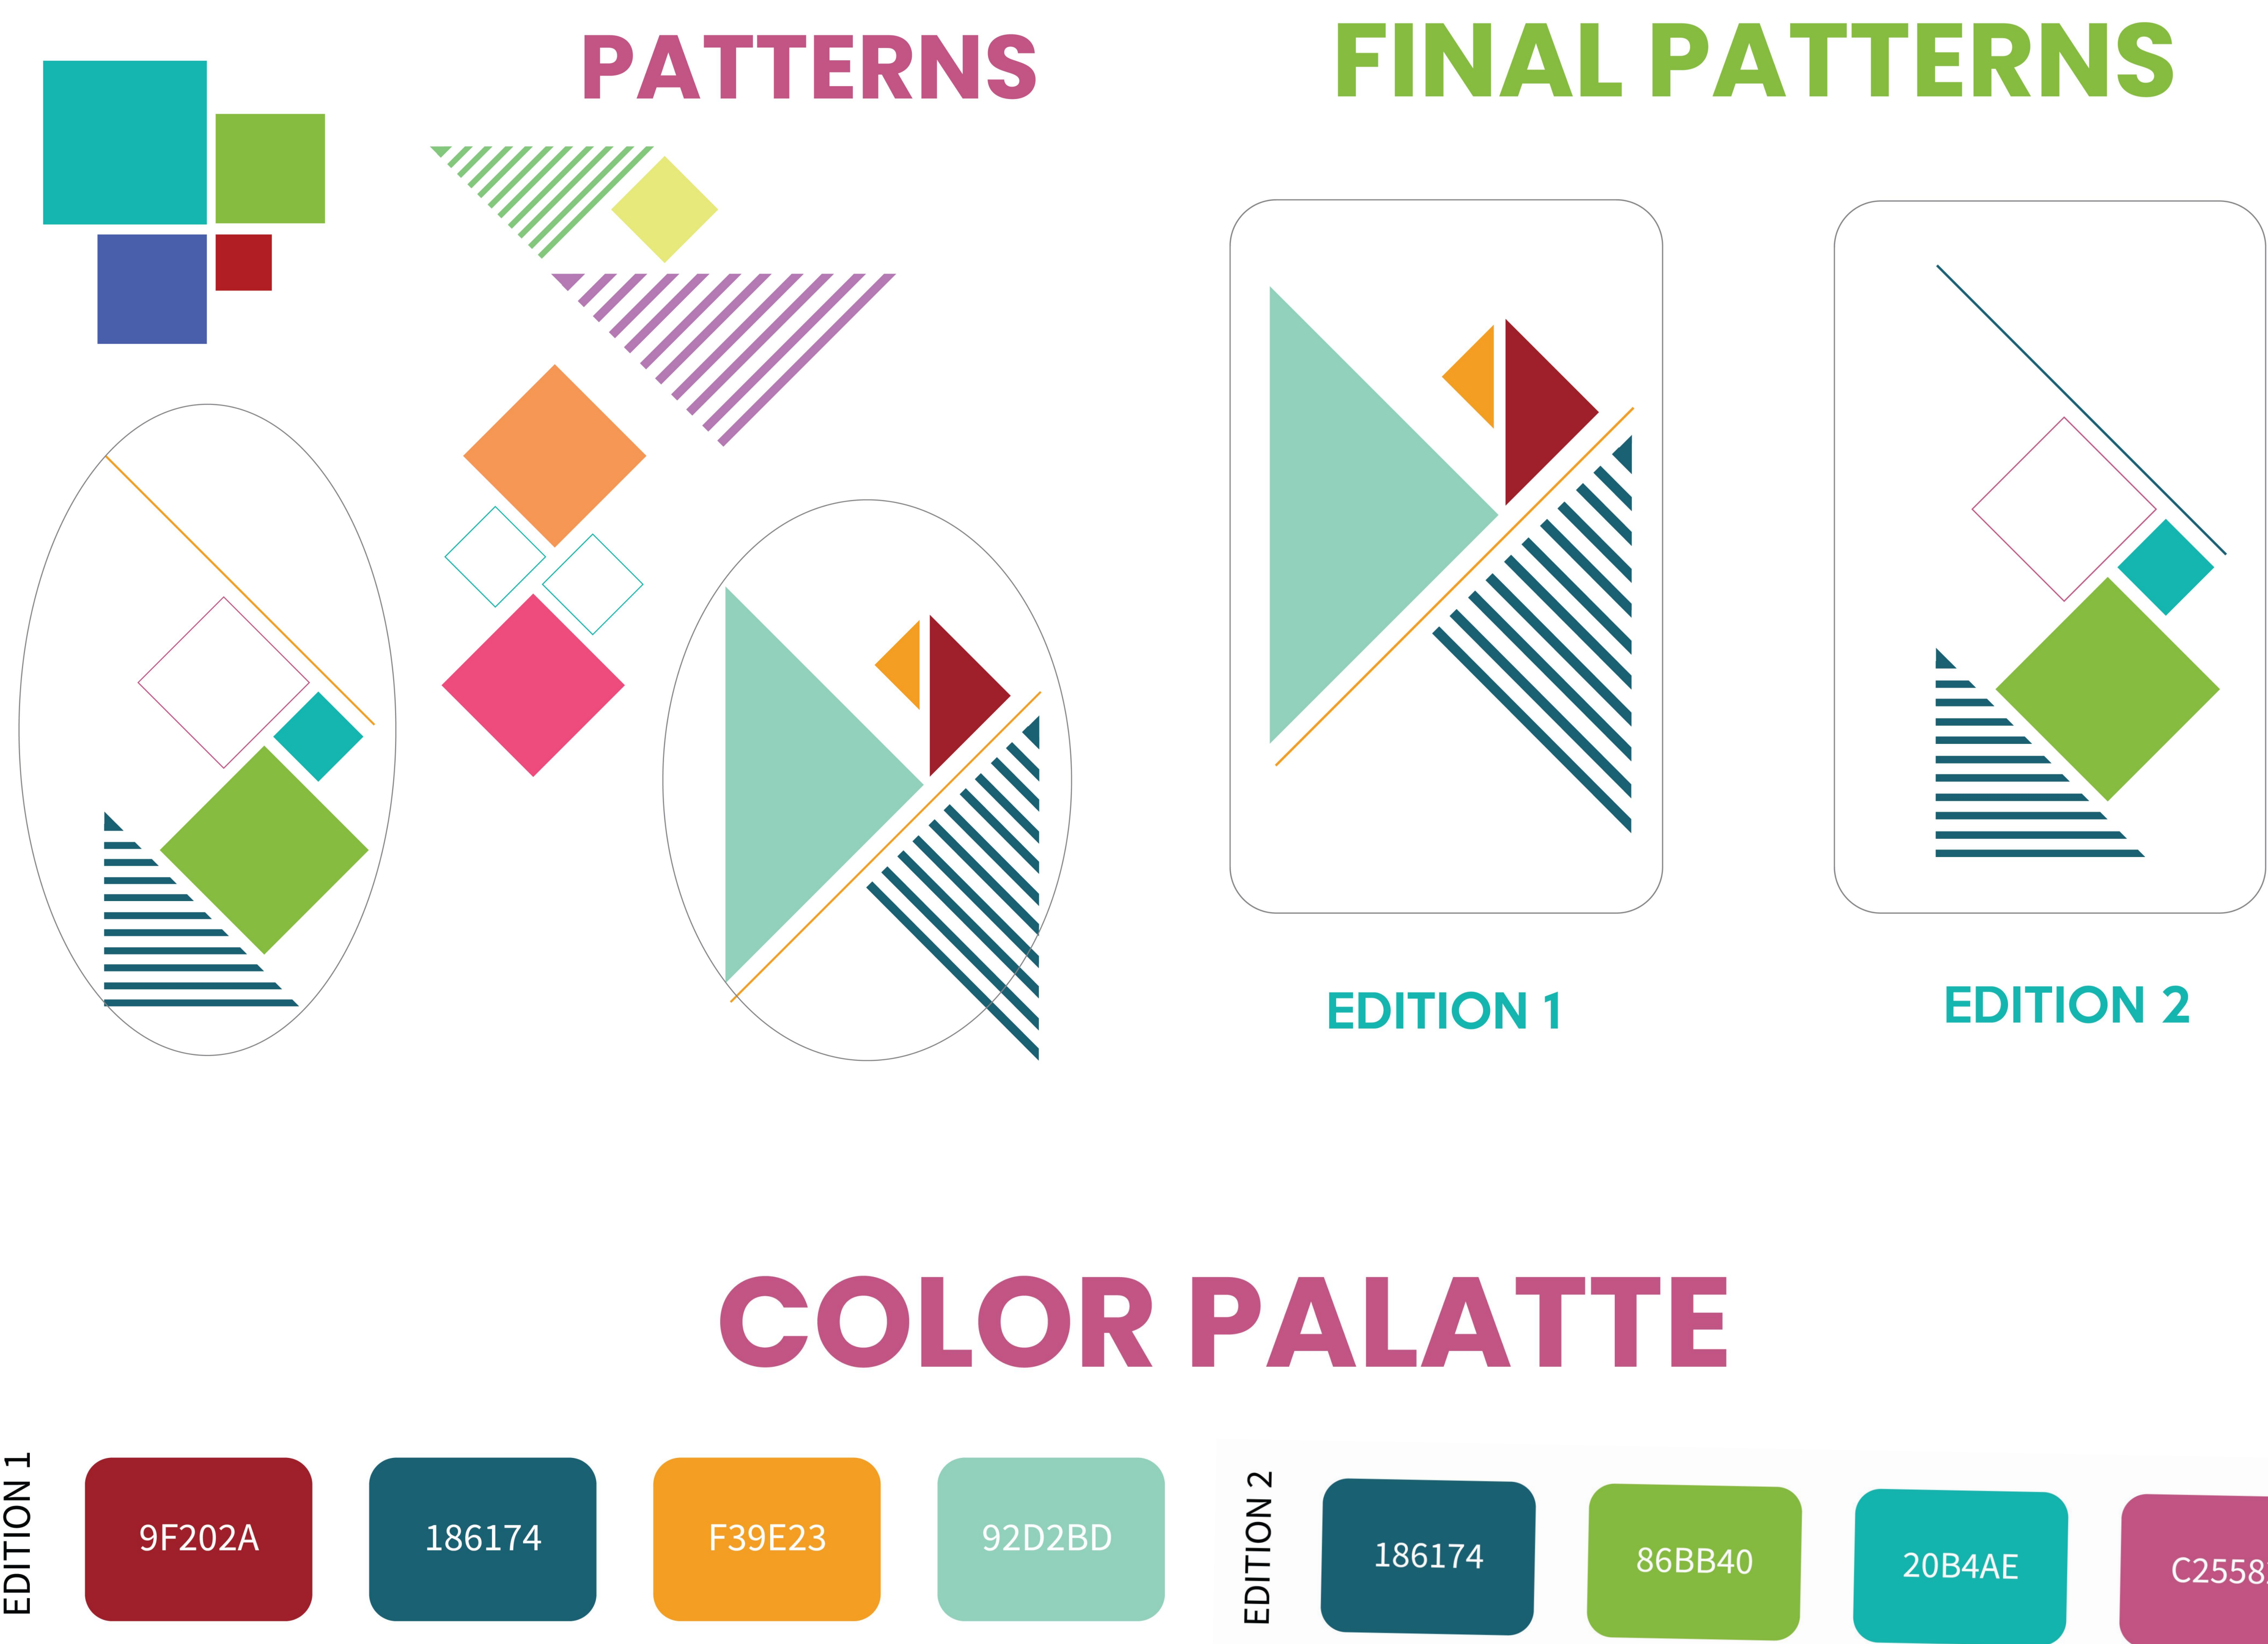 PATTERNS
FINAL PATTERNS
EDITION 1
EDITION 2
COLOR PALATTE
EDITION 1
9F202A
186174
F39E23
92D2BD
EDITION 2
186174
86BB40
20B4AE